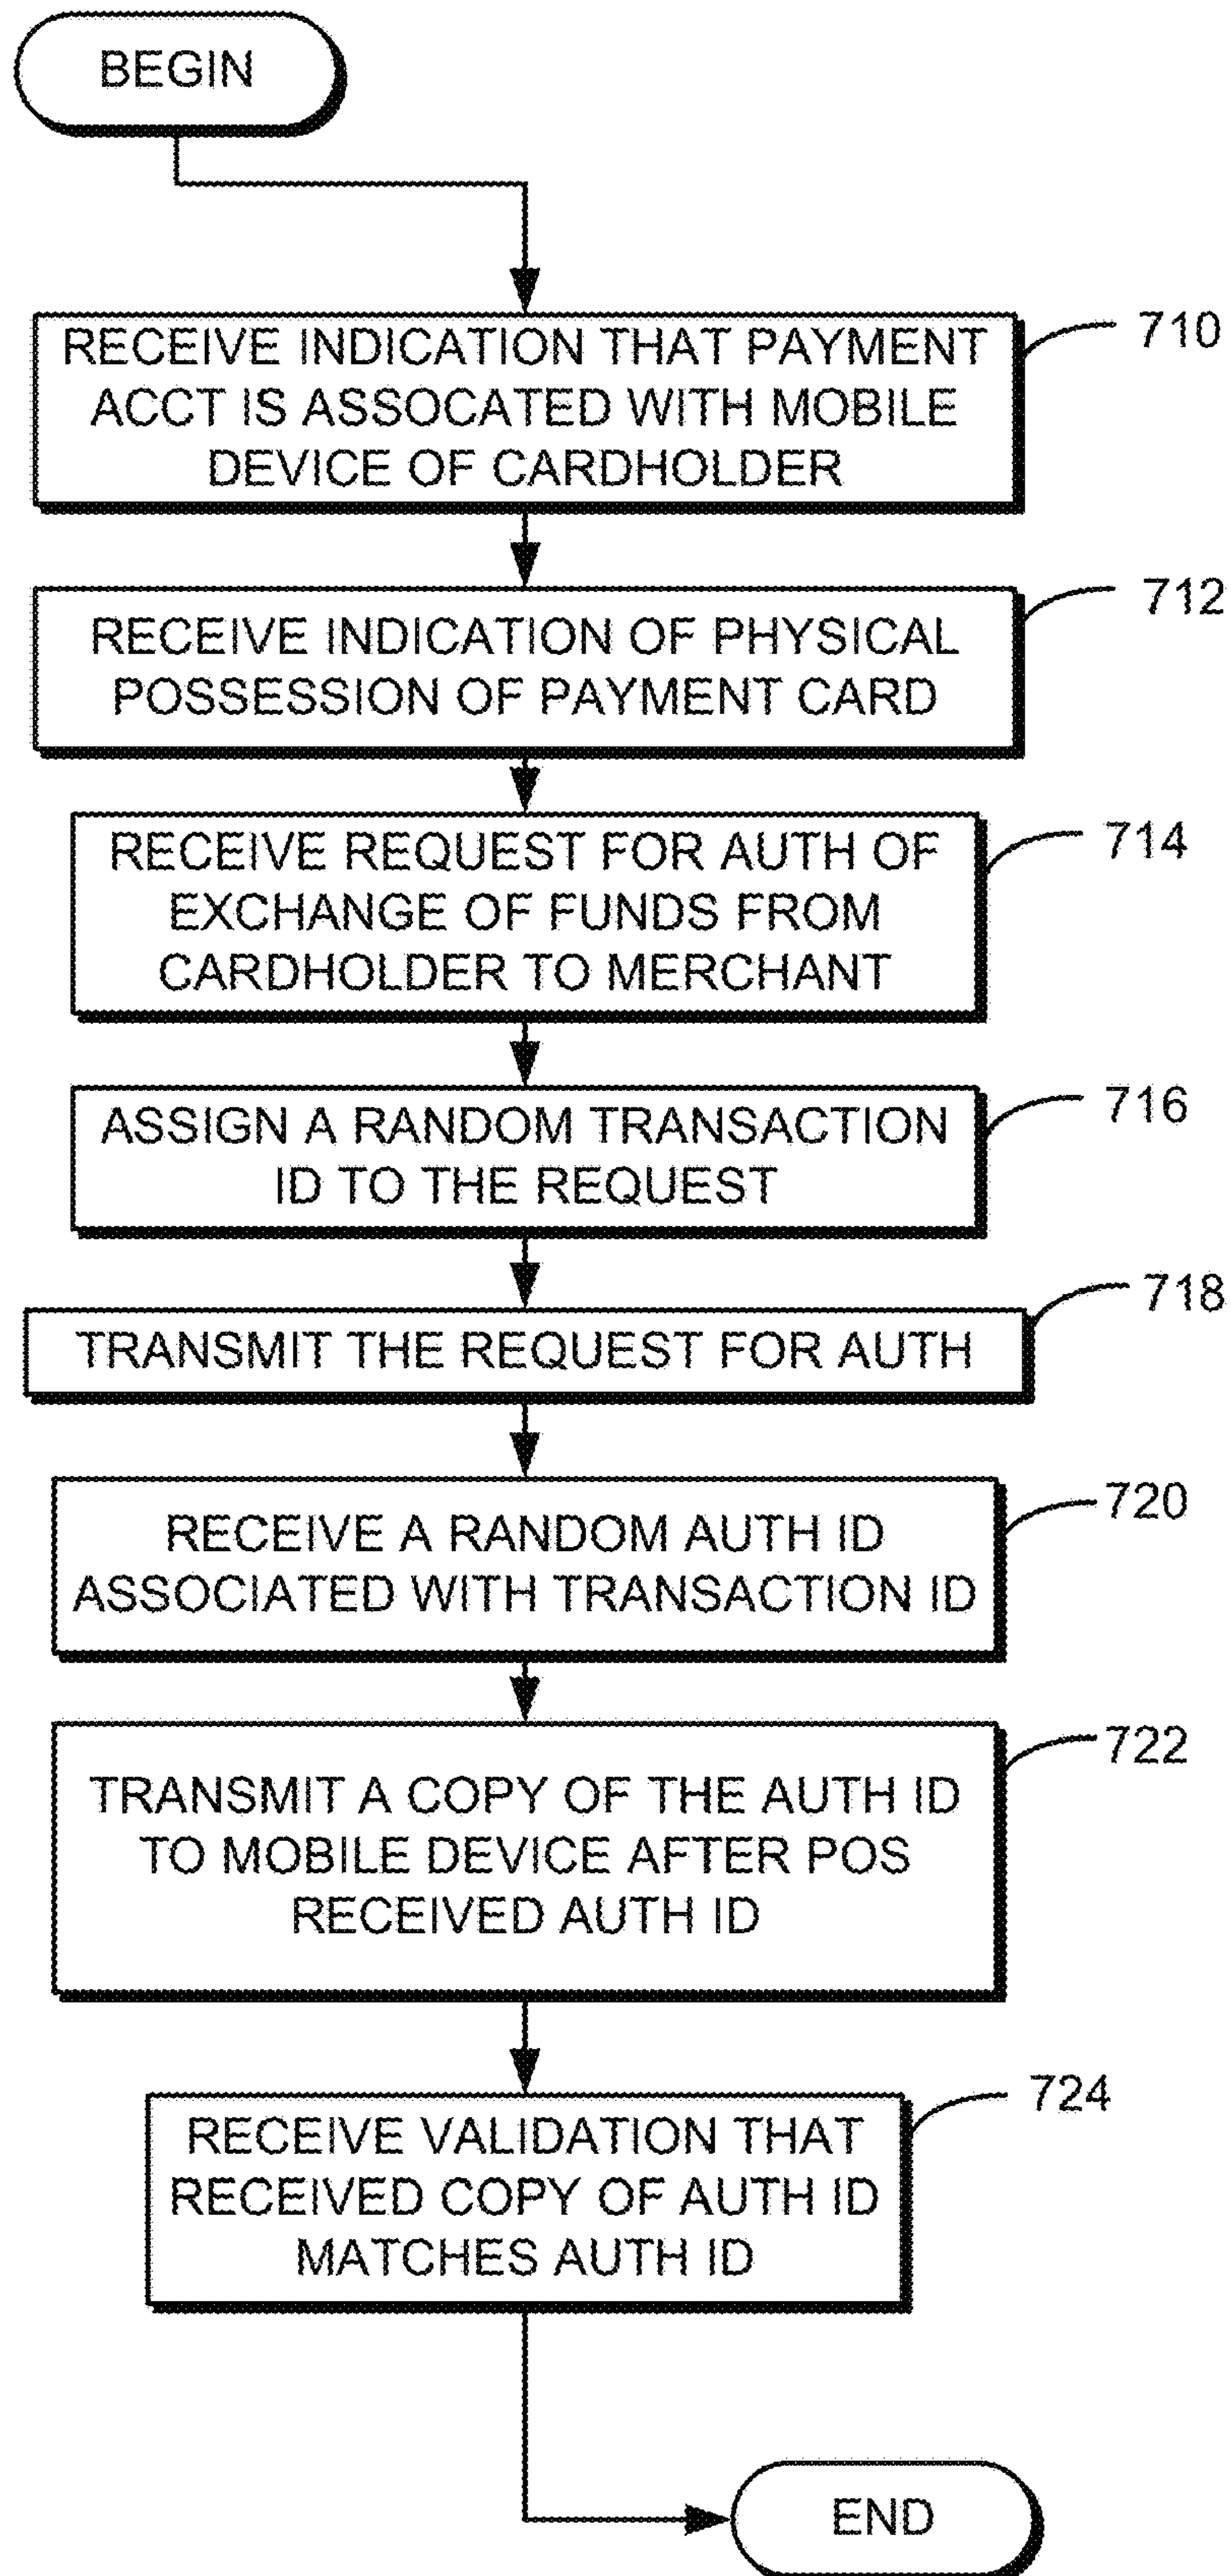 BEGIN
RECEIVE INDICATION THAT PAYMENT
ACCT IS ASSOCATED WITH MOBILE
DEVICE OF CARDHOLDER
710
RECEIVE INDICATION OF PHYSICAL
POSSESSION OF PAYMENT CARD
712
RECEIVE REQUEST FOR AUTH OF
EXCHANGE OF FUNDS FROM
CARDHOLDER TO MERCHANT
714
ASSIGN A RANDOM TRANSACTION
ID TO THE REQUEST
716
TRANSMIT THE REQUEST FOR AUTH
718
RECEIVE A RANDOM AUTH ID
ASSOCIATED WITH TRANSACTION ID
720
TRANSMIT A COPY OF THE AUTH ID
TO MOBILE DEVICE AFTER POS
RECEIVED AUTH ID
722
RECEIVE VALIDATION THAT
RECEIVED COPY OF AUTH ID
MATCHES AUTH ID
724
END